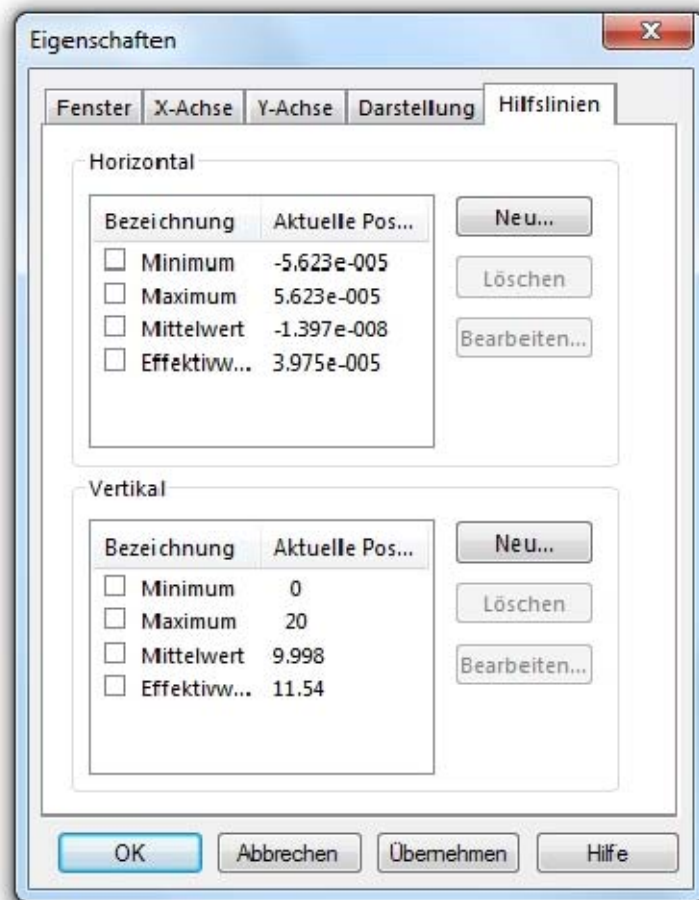 Eigenschaften
Fenster X-Achse Y-Achse Darstellung Hilfslinien
Horizontal
Bezeichnung Aktuelle Pos... Neu...
Minimum -5.623e-005
Löschen
Maximum 5.623e-005
Mittelwert -1.397e-008
Bearbeiten...
Effektivw... 3.975e-005
Vertikal
Bezeichnung Aktuelle Pos... Neu...
Minimum 0
Löschen
Maximum 20
Mittelwert 9.998
Bearbeiten...
Effektivw... 11.54
OK Abbrechen Übernehmen Hilfe